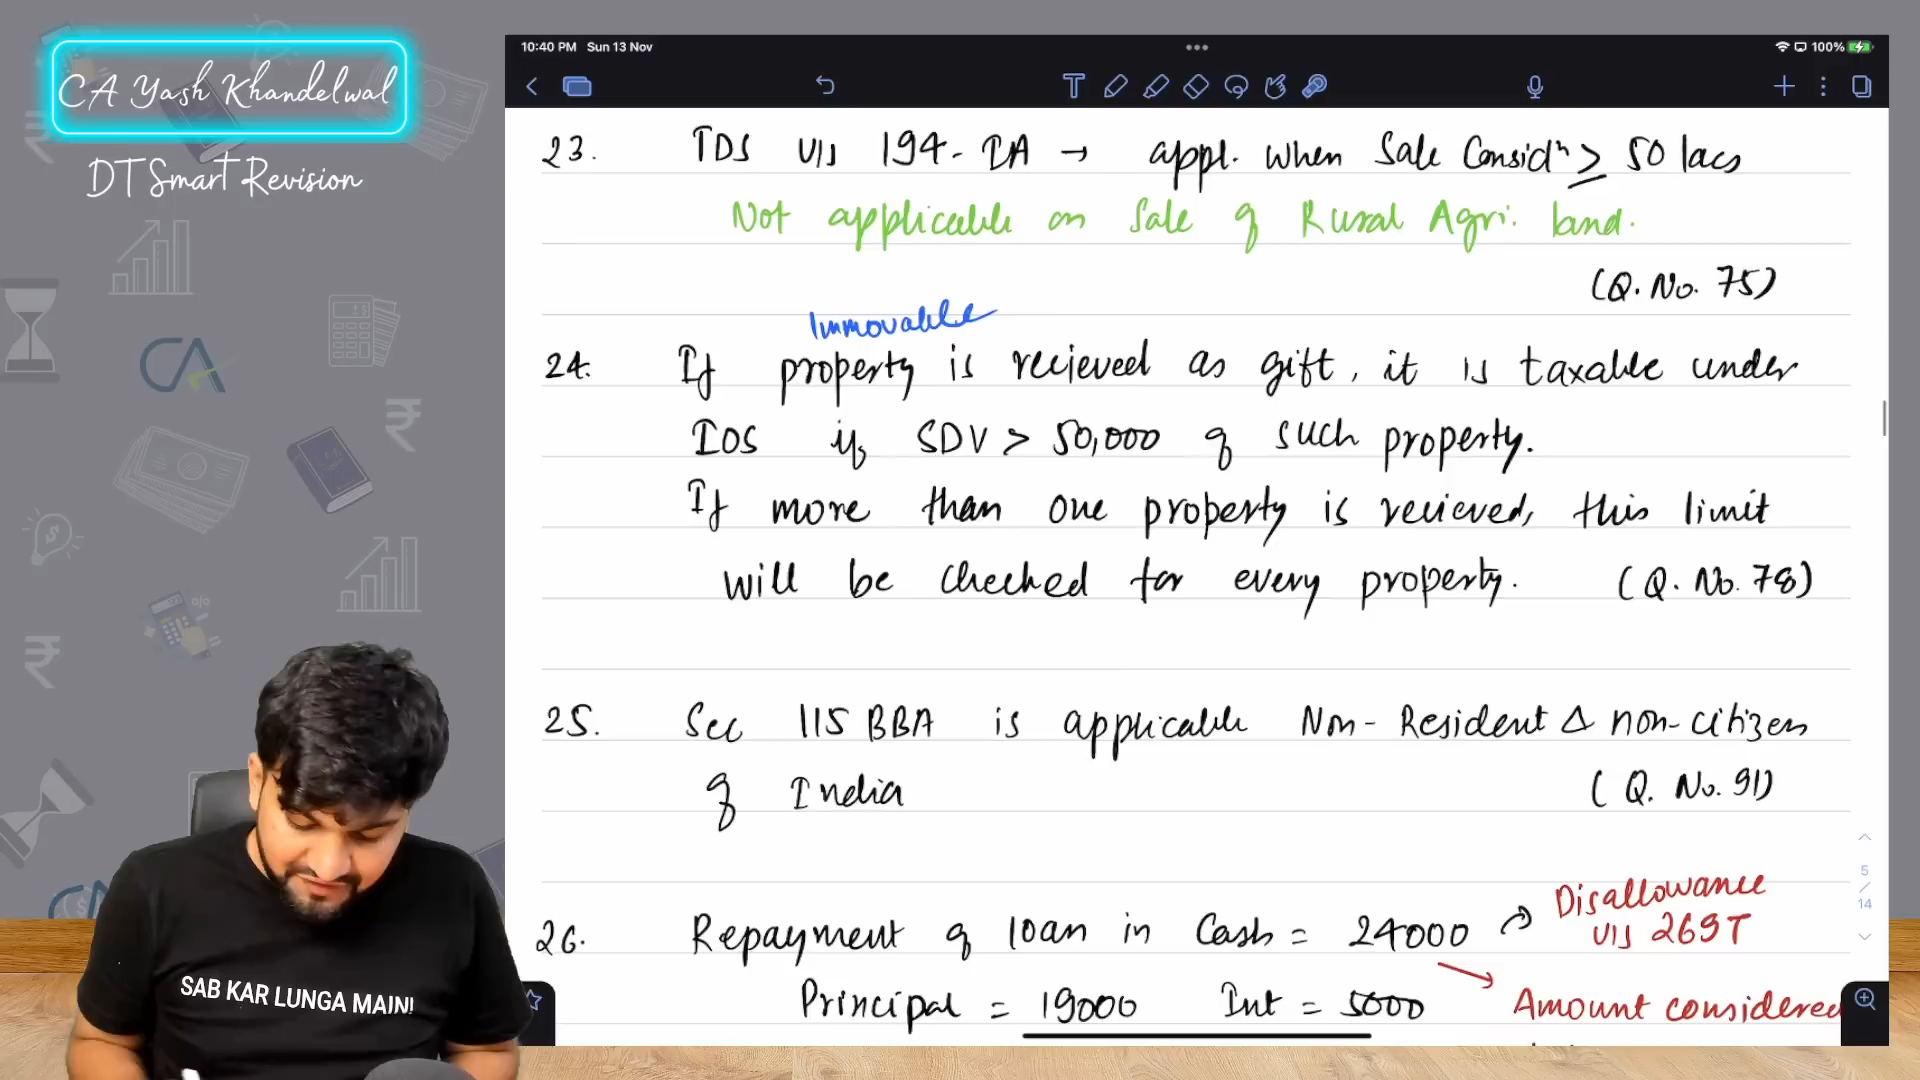 CA Yash Khandelwal
DT Smart Revision
10:40 PM Sun 13 Nov
100%
23. TDS u/s 194-IA → appl. when Sale Considⁿ ≥ 50 lacs
Not applicable on Sale of Rural Agri. land.
(Q. No. 75)
Immovable
24. If property is recieved as gift, it is taxable under
IOS if SDV > 50,000 of such property.
If more than one property is recieved, this limit
will be checked for every property. (Q. No. 78)
25. Sec 115 BBA is applicable Non-Resident & non-citizen
of India (Q. No. 91)
26. Repayment of loan in Cash = 24000 → Disallowance
u/s 269T
Principal = 19000 Int = 5000 Amount considered
5
/
14
CA
SAB KAR LUNGA MAIN!